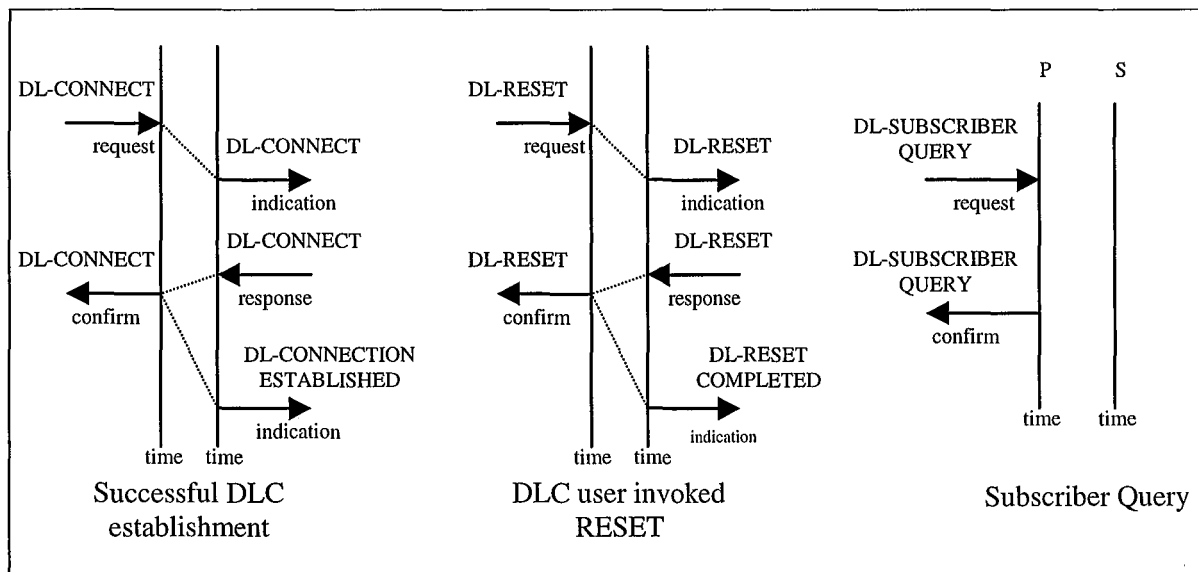 DL-CONNECT
request
DL-CONNECT
indication
DL-CONNECT
response
DL-CONNECT
confirm
DL-CONNECTION
ESTABLISHED
indication
time
time
Successful DLC
establishment
DL-RESET
request
DL-RESET
indication
DL-RESET
response
DL-RESET
confirm
DL-RESET
COMPLETED
indication
time
time
DLC user invoked
RESET
P
S
DL-SUBSCRIBER
QUERY
request
DL-SUBSCRIBER
QUERY
confirm
time
time
Subscriber Query